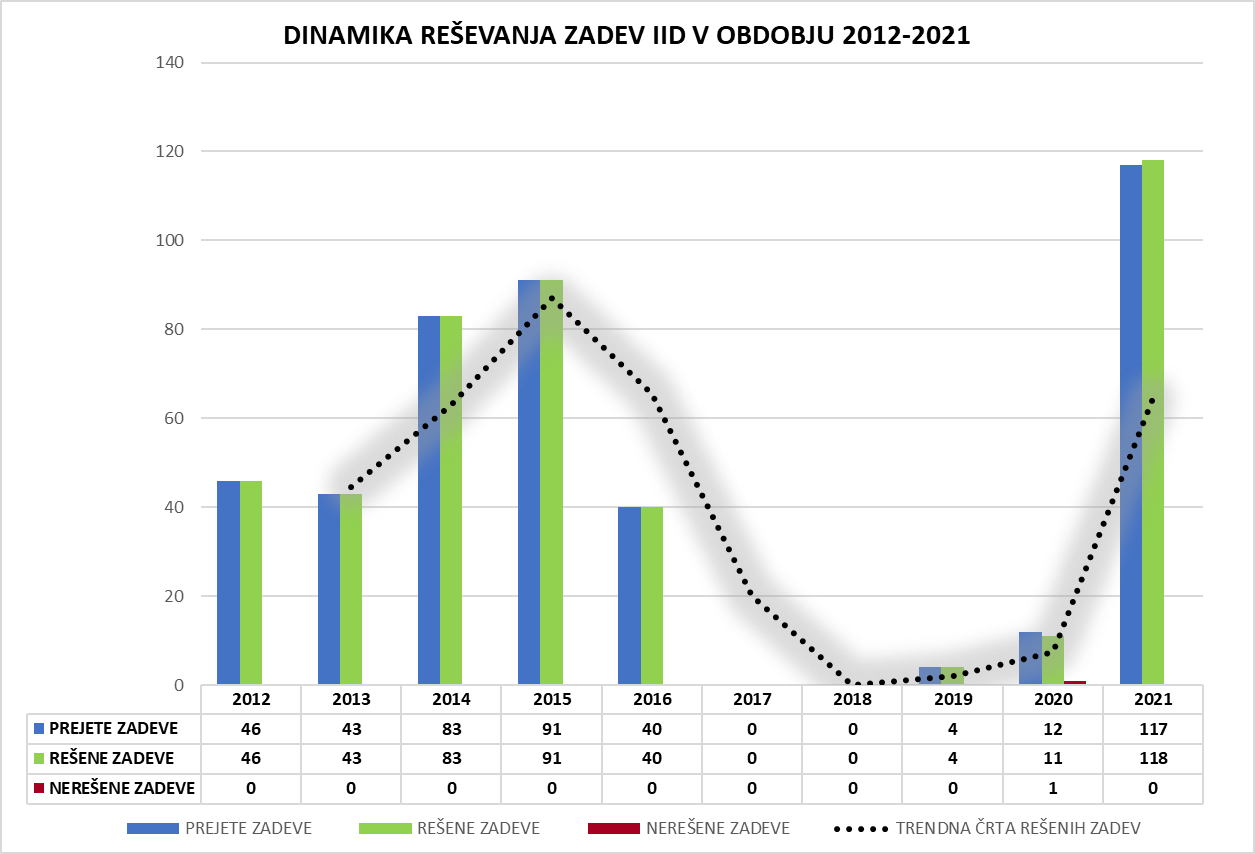 DINAMIKA REŠEVANJA ZADEV IID V OBDOBJU 2012-2021
140
120
100
80
60
40
20
0
2012 2013 2014 2015 2016 2017 2018 2019 2020 2021
PREJETE ZADEVE 46 43 83 91 40 0 0 4 12 117
REŠENE ZADEVE 46 43 83 91 40 0 0 4 11 118
NEREŠENE ZADEVE 0 0 0 0 0 0 0 0 1 0
PREJETE ZADEVE REŠENE ZADEVE NEREŠENE ZADEVE TRENDNA ČRTA REŠENIH ZADEV